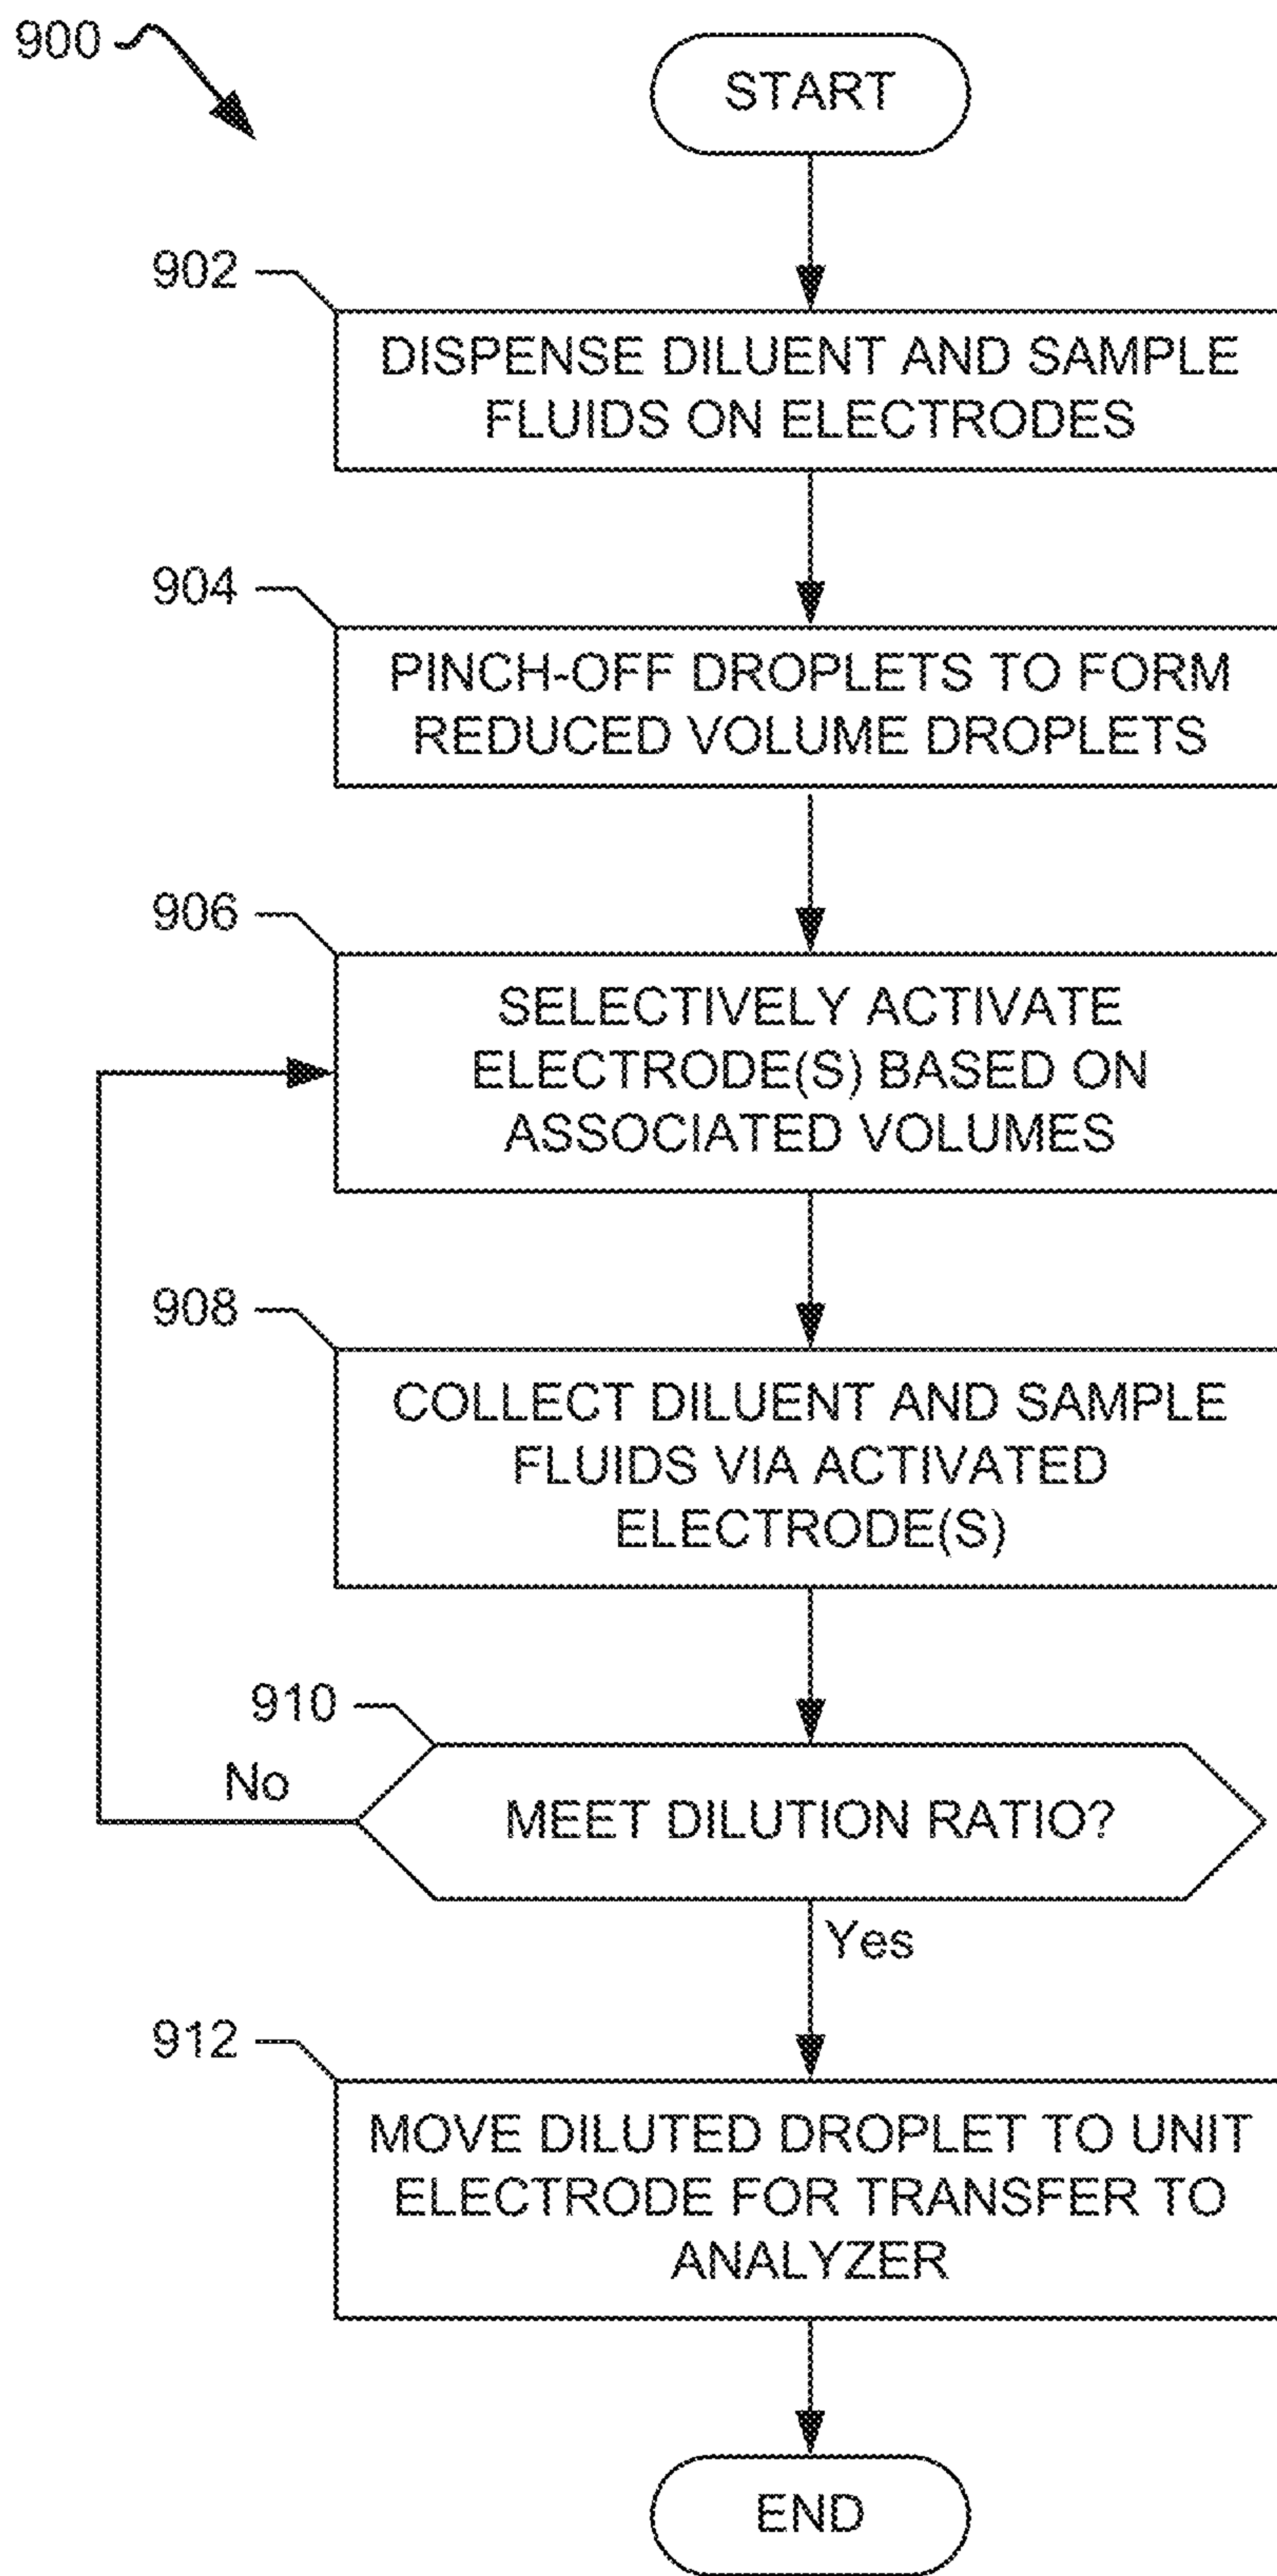 900
START
902
DISPENSE DILUENT AND SAMPLE
FLUIDS ON ELECTRODES
904
PINCH-OFF DROPLETS TO FORM
REDUCED VOLUME DROPLETS
906
SELECTIVELY ACTIVATE
ELECTRODE(S) BASED ON
ASSOCIATED VOLUMES
908
COLLECT DILUENT AND SAMPLE
FLUIDS VIA ACTIVATED
ELECTRODE(S)
910
No
MEET DILUTION RATIO?
Yes
912
MOVE DILUTED DROPLET TO UNIT
ELECTRODE FOR TRANSFER TO
ANALYZER
END